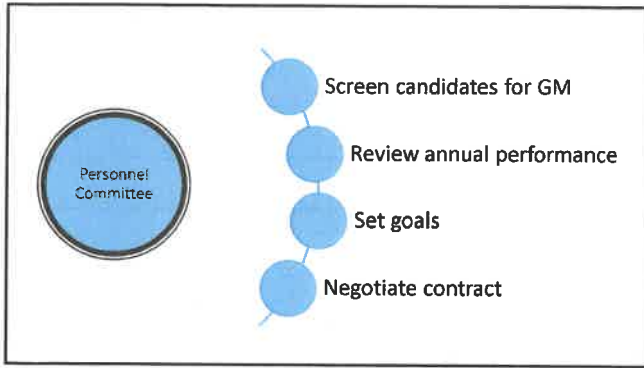 Personnel
Committee
Screen candidates for GM
Review annual performance
Set goals
Negotiate contract